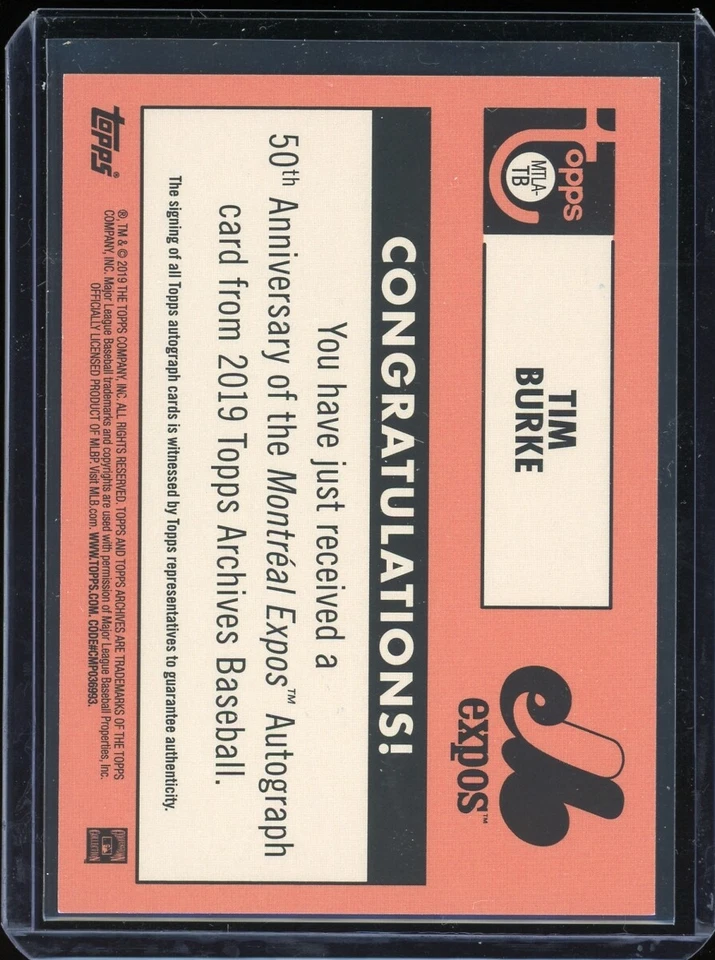 topps
MTLA-
TB
TIM
BURKE
expos™
CONGRATULATIONS!
You have just received a
50th Anniversary of the Montréal Expos™ Autograph
card from 2019 Topps Archives Baseball.
The signing of all Topps autograph cards is witnessed by Topps representatives to guarantee authenticity.
topps®
®, TM & © 2019 THE TOPPS COMPANY, INC. ALL RIGHTS RESERVED. TOPPS AND TOPPS ARCHIVES ARE TRADEMARKS OF THE TOPPS
COMPANY, INC. Major League Baseball trademarks and copyrights are used with permission of Major League Baseball Properties, Inc.
OFFICIALLY LICENSED PRODUCT OF MLBP Visit MLB.com. WWW.TOPPS.COM. CODE#CMP036993.
COOPERSTOWN
COLLECTION